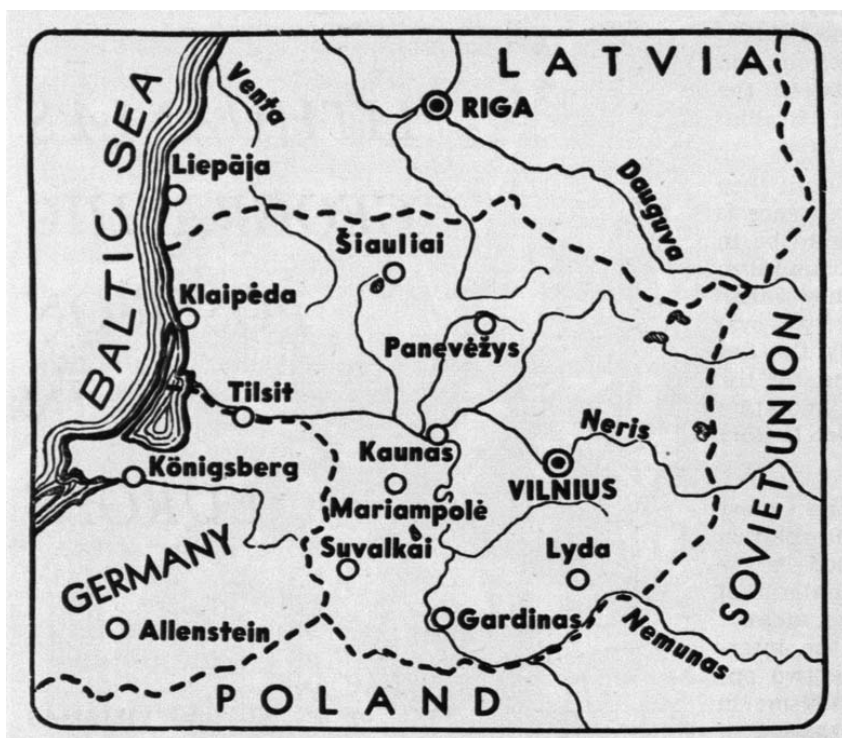 LATVIA
Venta
RIGA
BALTIC SEA
Liepāja
Dauguva
Šiauliai
Klaipėda
Panevėžys
SOVIET UNION
Tilsit
Neris
Kaunas
Königsberg
VILNIUS
Mariampolė
GERMANY
Suvalkai
Lyda
Gardinas
Allenstein
Nemunas
POLAND